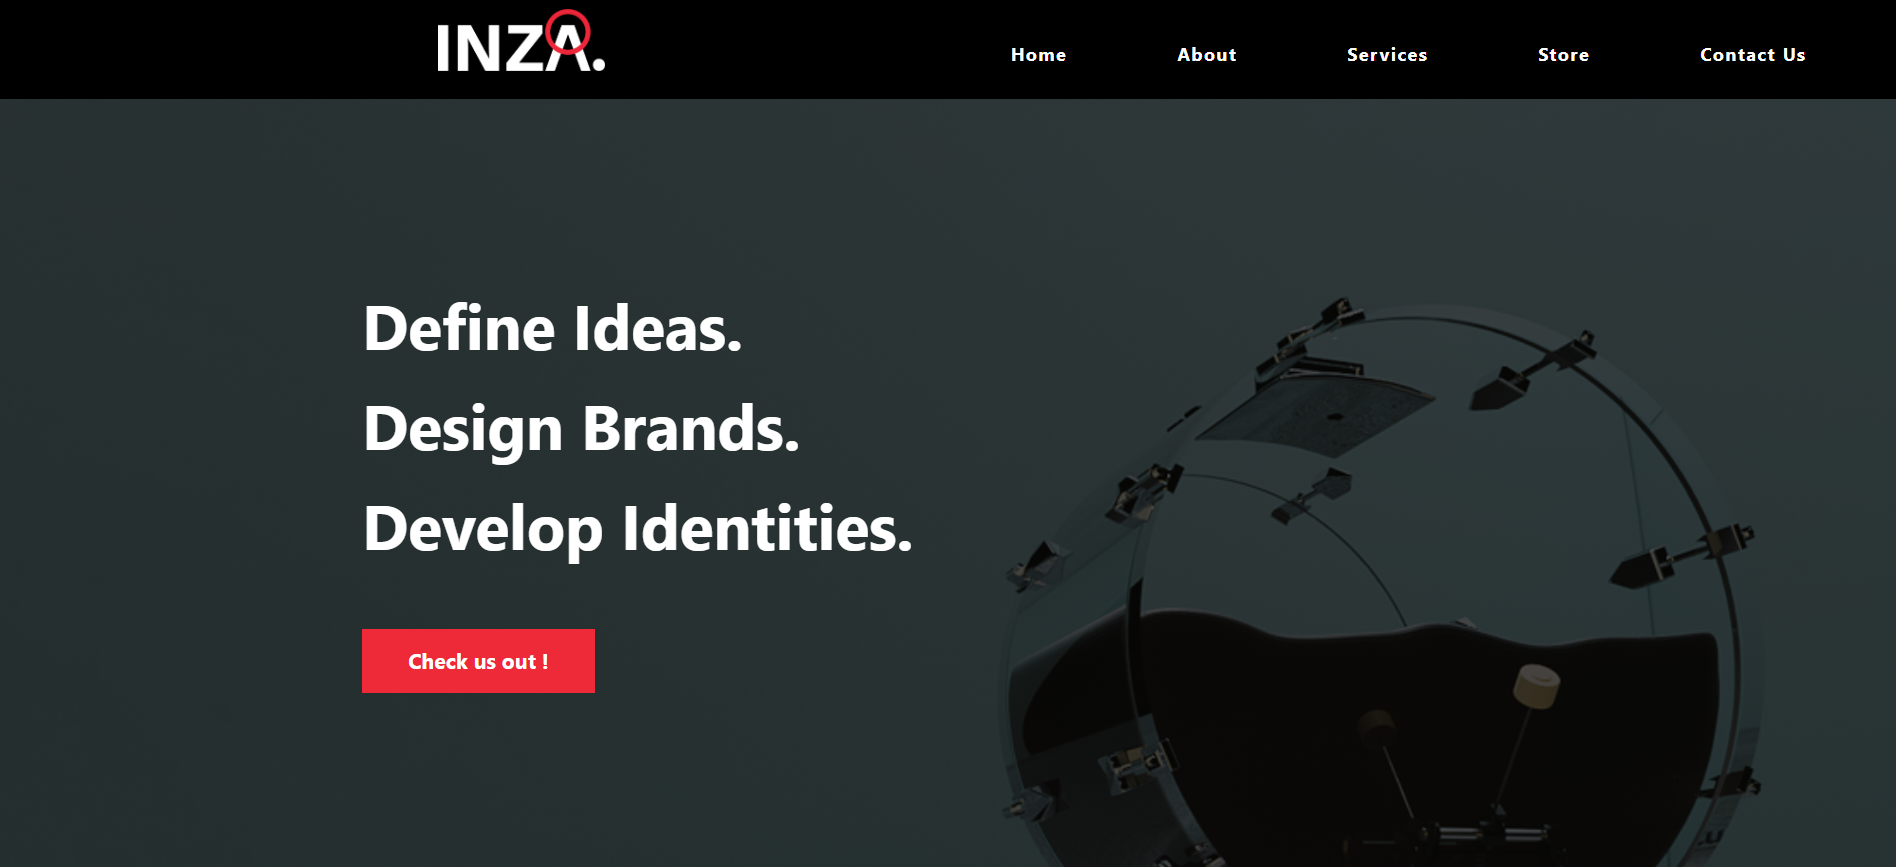 INZA.
Home About Services Store Contact Us
Define Ideas.
Design Brands.
Develop Identities.
Check us out !